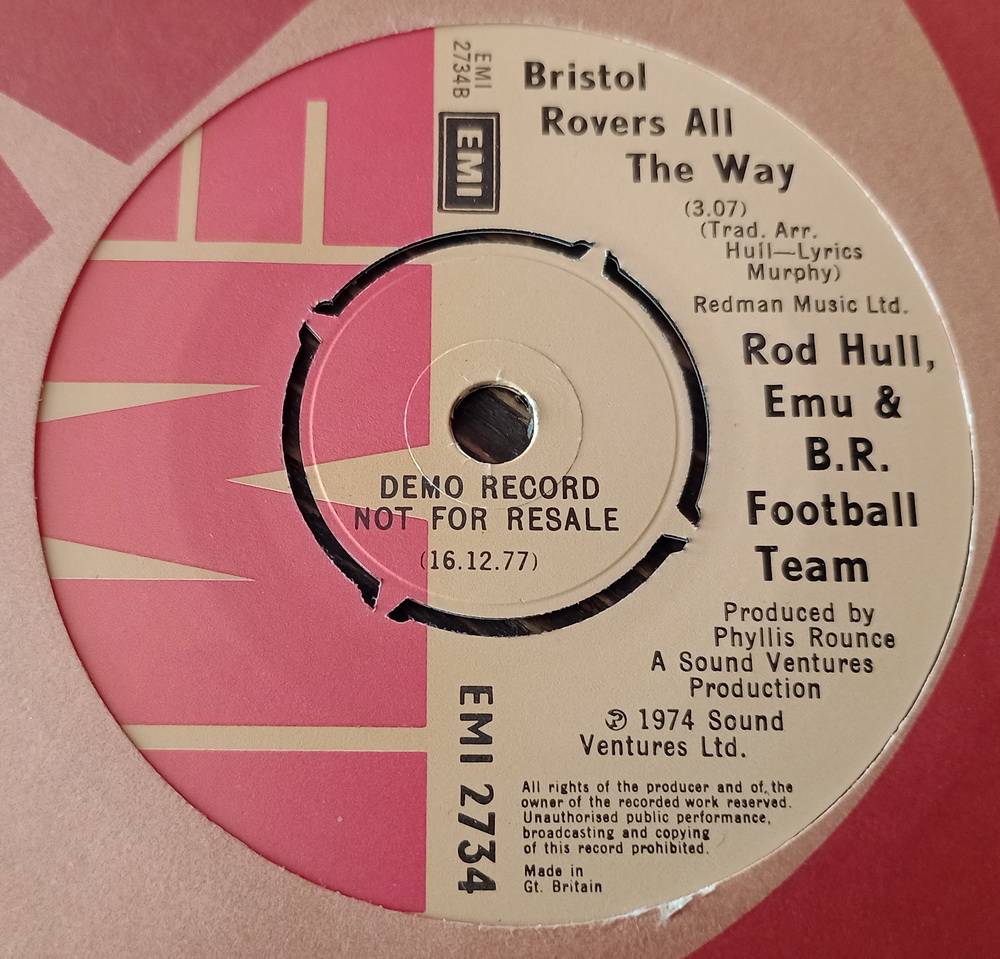 EMI
2734B
EMI
Bristol
Rovers All
The Way
(3.07)
(Trad. Arr.
Hull—Lyrics
Murphy)
Redman Music Ltd.
Rod Hull,
Emu &
B.R.
Football
Team
DEMO RECORD
NOT FOR RESALE
(16.12.77)
Produced by
Phyllis Rounce
A Sound Ventures
Production
℗ 1974 Sound
Ventures Ltd.
EMI 2734
All rights of the producer and of the
owner of the recorded work reserved.
Unauthorised public performance,
broadcasting and copying
of this record prohibited.
Made in
Gt. Britain
EMI